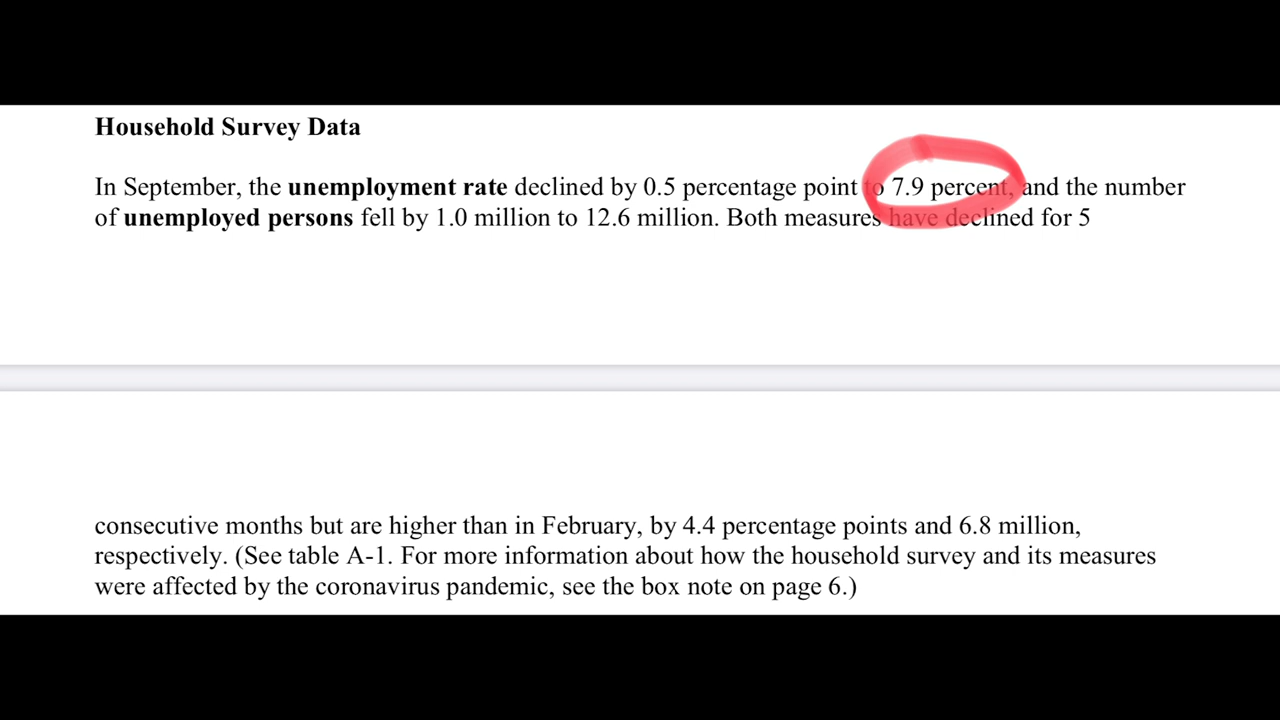 Household Survey Data
In September, the unemployment rate declined by 0.5 percentage point to 7.9 percent, and the number
of unemployed persons fell by 1.0 million to 12.6 million. Both measures have declined for 5
consecutive months but are higher than in February, by 4.4 percentage points and 6.8 million,
respectively. (See table A-1. For more information about how the household survey and its measures
were affected by the coronavirus pandemic, see the box note on page 6.)